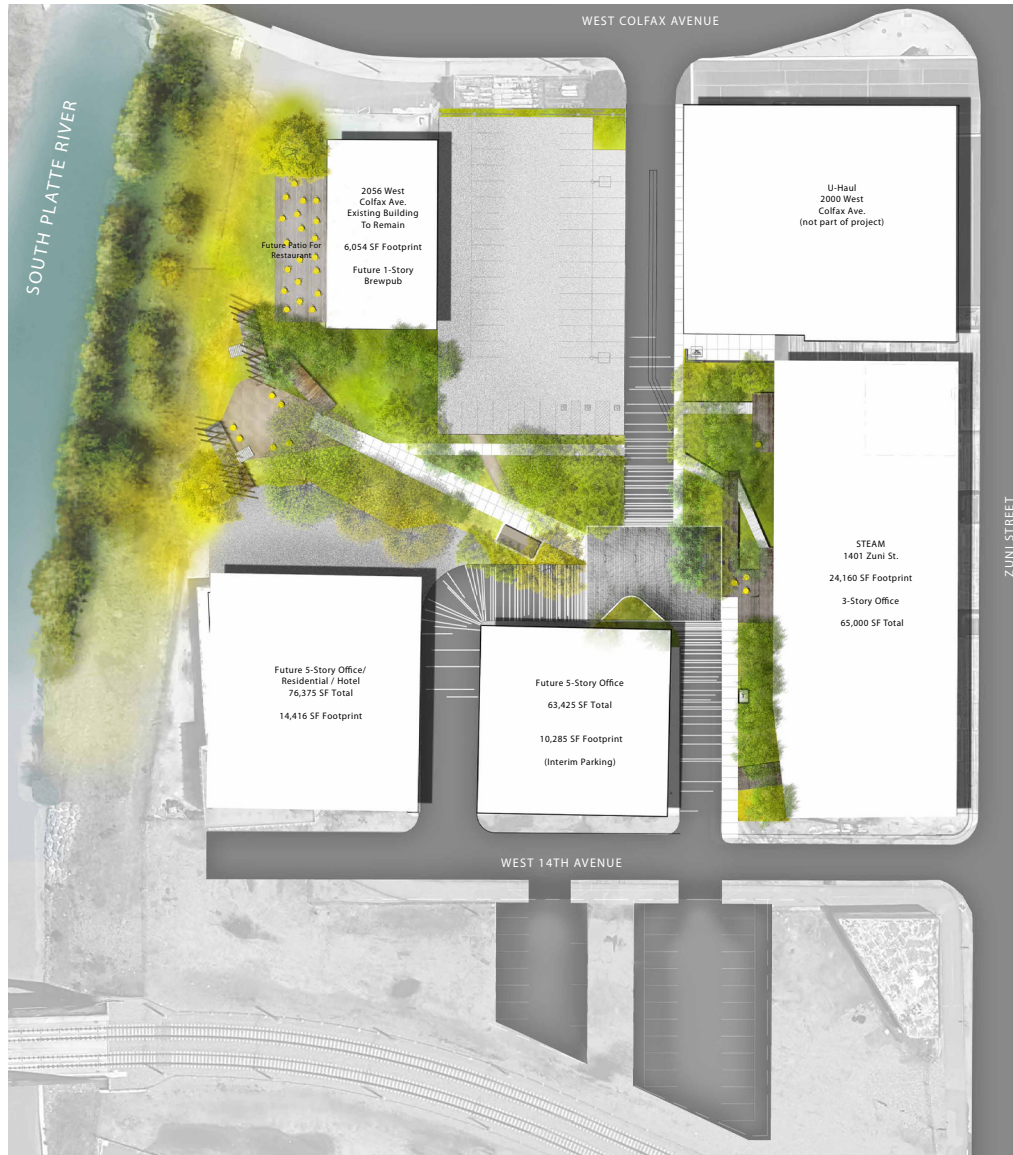 WEST COLFAX AVENUE
SOUTH PLATTE RIVER
2056 West
Colfax Ave.
Existing Building
To Remain
6,054 SF Footprint
Future 1-Story
Brewpub
Future Patio For
Restaurant
U-Haul
2000 West
Colfax Ave.
(not part of project)
STEAM
1401 Zuni St.
24,160 SF Footprint
3-Story Office
65,000 SF Total
ZUNI STREET
Future 5-Story Office/
Residential / Hotel
76,375 SF Total
14,416 SF Footprint
Future 5-Story Office
63,425 SF Total
10,285 SF Footprint
(Interim Parking)
T
WEST 14TH AVENUE